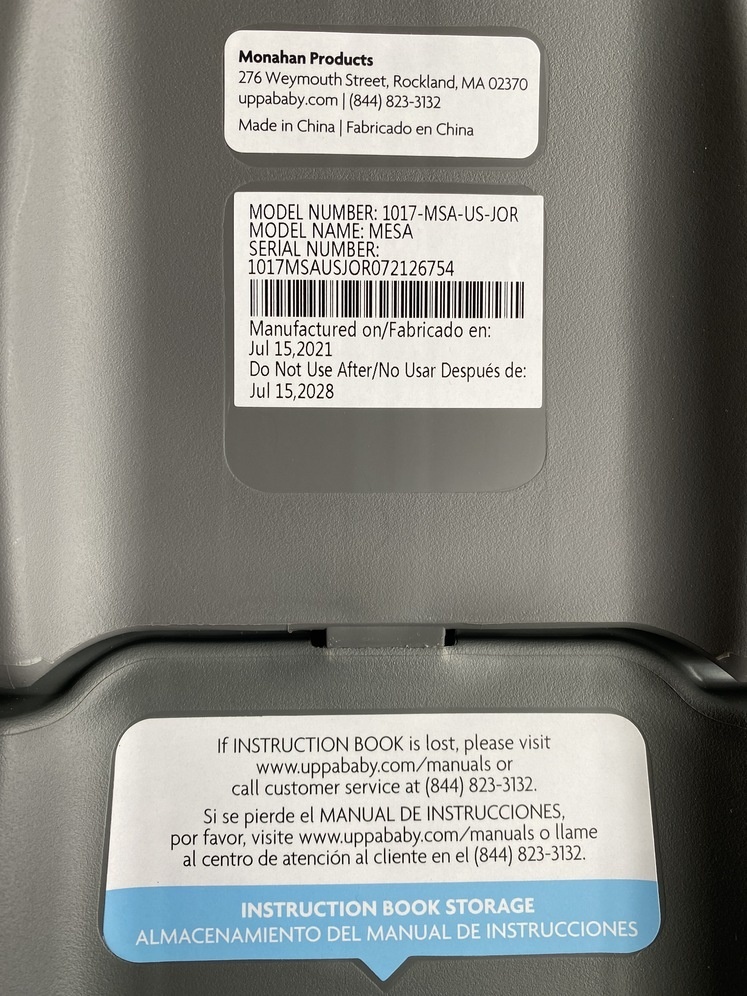 Monahan Products
276 Weymouth Street, Rockland, MA 02370
uppababy.com | (844) 823-3132
Made in China | Fabricado en China
MODEL NUMBER: 1017-MSA-US-JOR
MODEL NAME: MESA
SERIAL NUMBER:
1017MSAUSJOR072126754
Manufactured on/Fabricado en:
Jul 15,2021
Do Not Use After/No Usar Después de:
Jul 15,2028
If INSTRUCTION BOOK is lost, please visit
www.uppababy.com/manuals or
call customer service at (844) 823-3132.
Si se pierde el MANUAL DE INSTRUCCIONES,
por favor, visite www.uppababy.com/manuals o llame
al centro de atención al cliente en el (844) 823-3132.
INSTRUCTION BOOK STORAGE
ALMACENAMIENTO DEL MANUAL DE INSTRUCCIONES